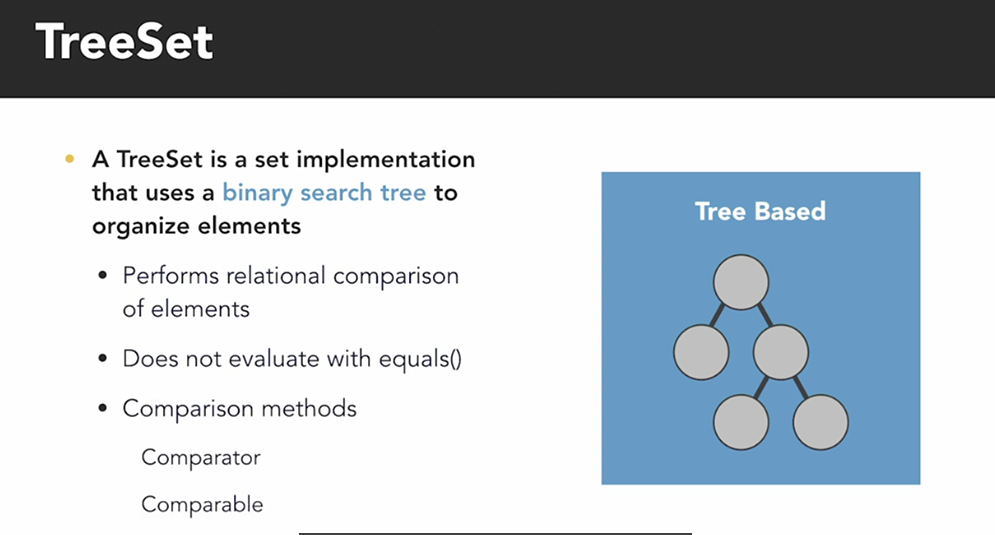 TreeSet
A TreeSet is a set implementation
that uses a binary search tree to
organize elements
Performs relational comparison
of elements
Does not evaluate with equals()
Comparison methods
Comparator
Comparable
Tree Based